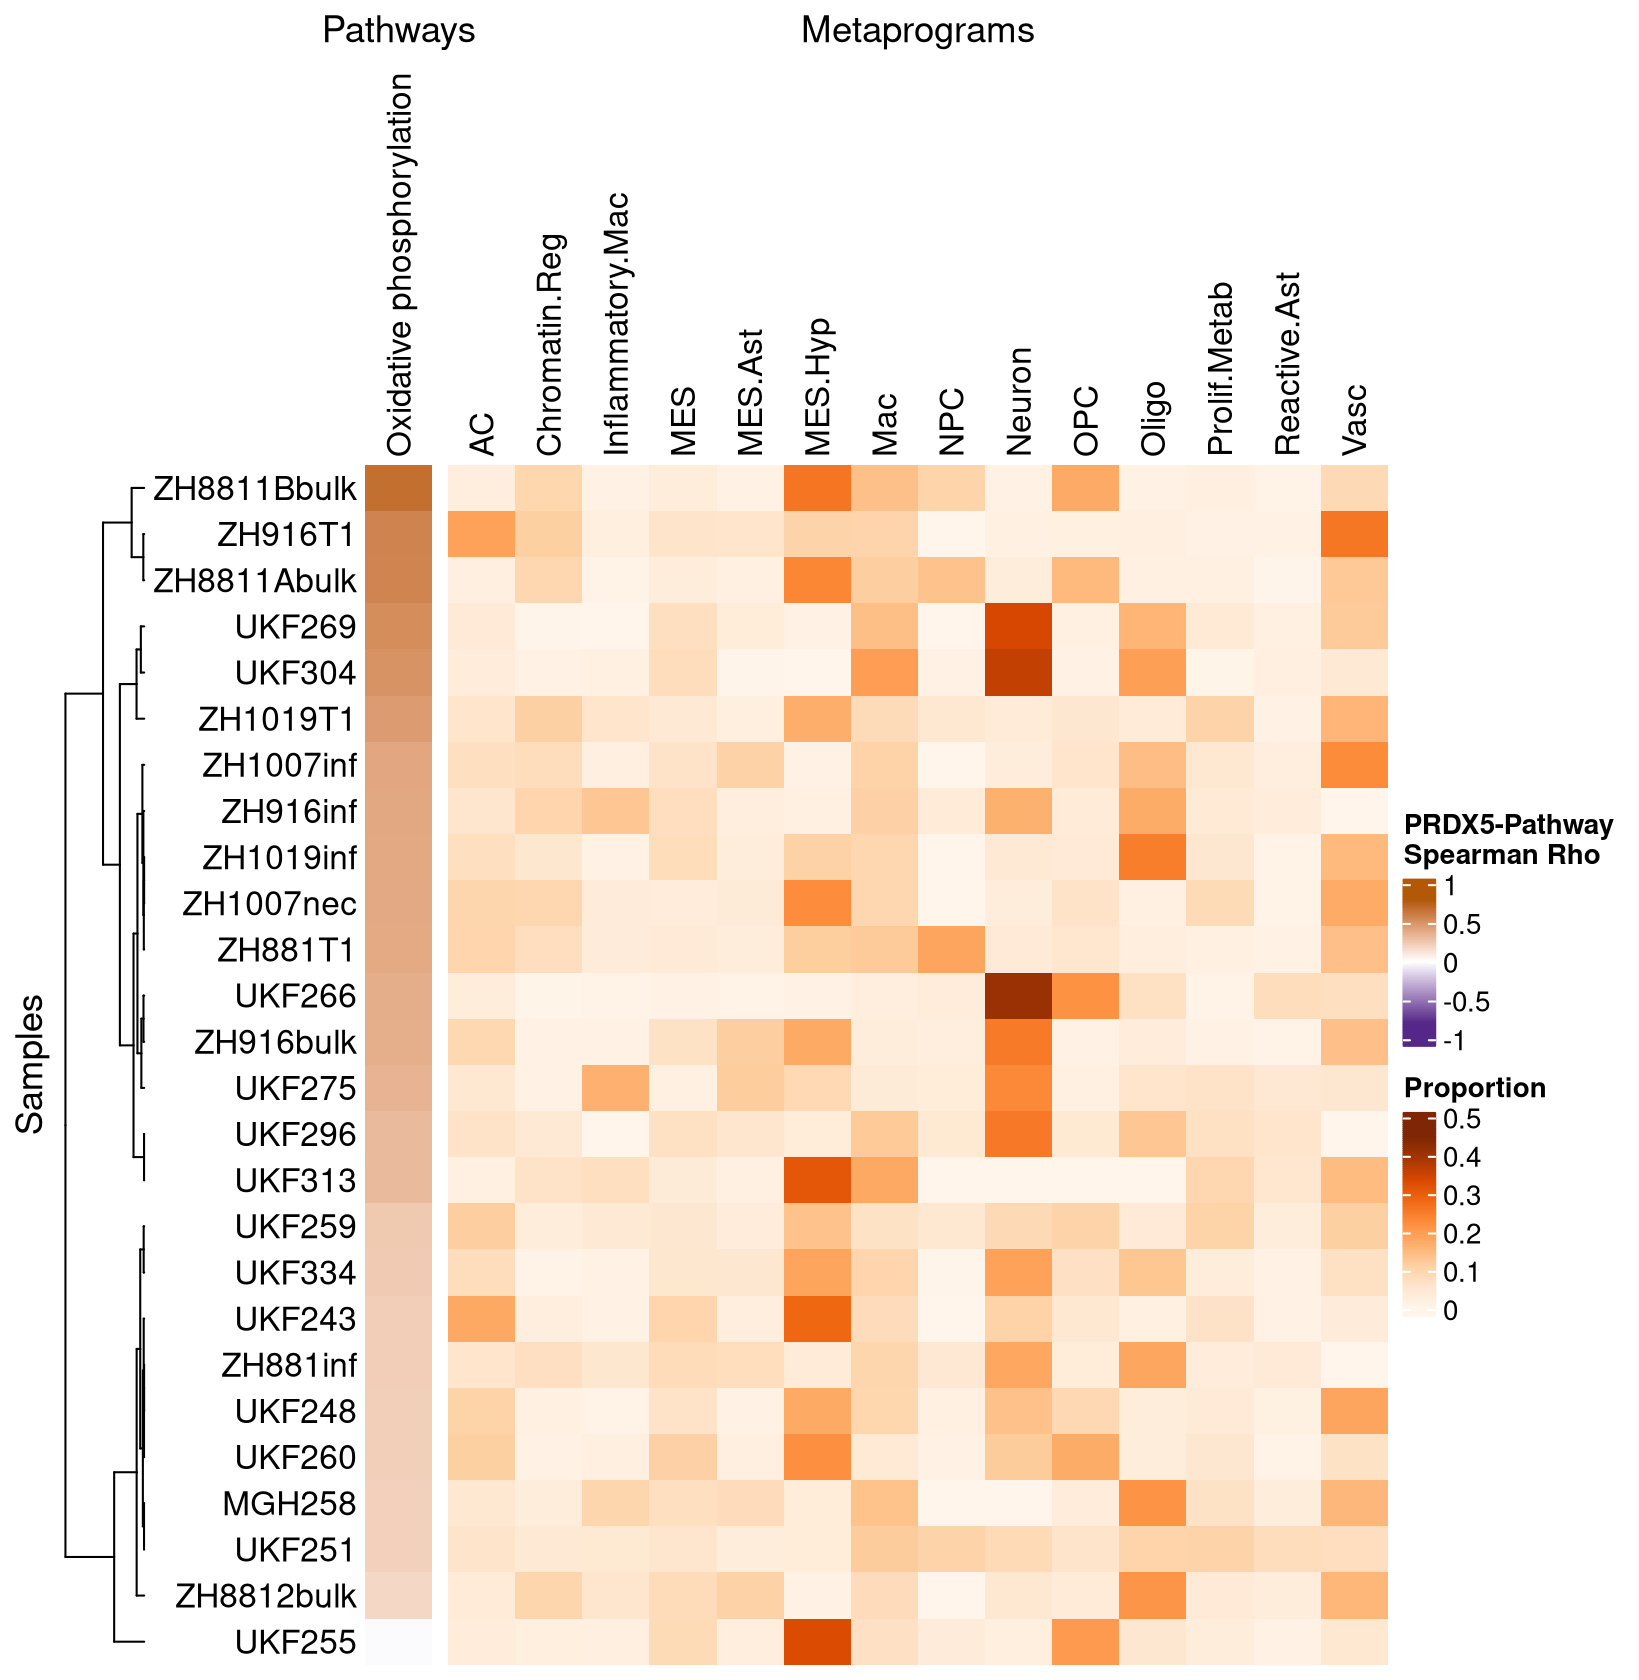 Pathways
Metaprograms
Oxidative phosphorylation
AC
Chromatin.Reg
Inflammatory.Mac
MES
MES.Ast
MES.Hyp
Mac
NPC
Neuron
OPC
Oligo
Prolif.Metab
Reactive.Ast
Vasc
Samples
ZH8811Bbulk
ZH916T1
ZH8811Abulk
UKF269
UKF304
ZH1019T1
ZH1007inf
ZH916inf
ZH1019inf
ZH1007nec
ZH881T1
UKF266
ZH916bulk
UKF275
UKF296
UKF313
UKF259
UKF334
UKF243
ZH881inf
UKF248
UKF260
MGH258
UKF251
ZH8812bulk
UKF255
PRDX5-Pathway
Spearman Rho
1
0.5
0
-0.5
-1
Proportion
0.5
0.4
0.3
0.2
0.1
0